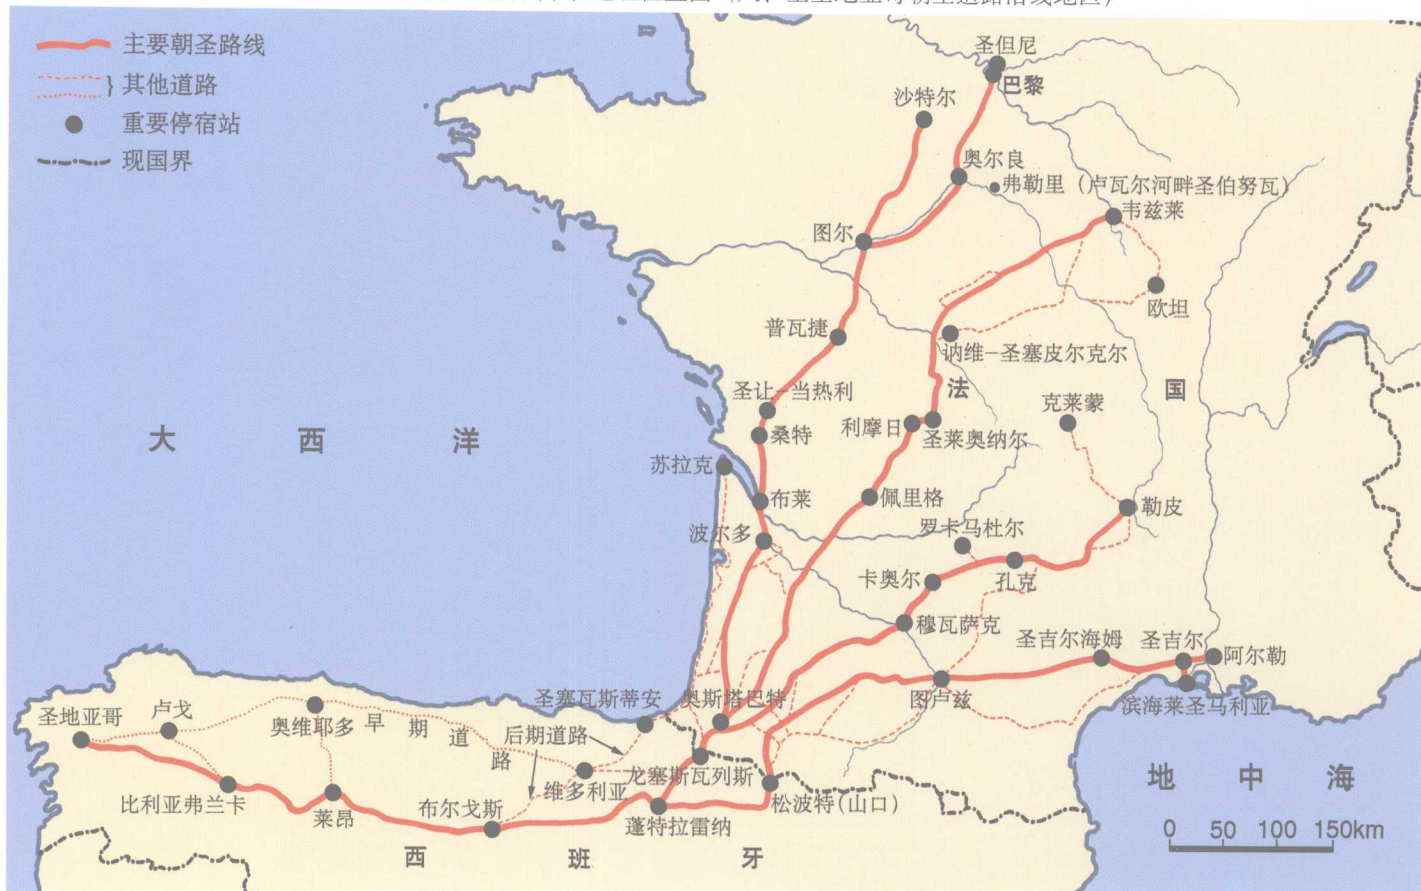 主要朝圣路线
其他道路
重要停宿站
现国界
圣但尼
巴黎
沙特尔
奥尔良
弗勒里（卢瓦尔河畔圣伯努瓦）
韦兹莱
图尔
欧坦
普瓦捷
讷维-圣塞皮尔克尔
圣让-当热利
法
国
克莱蒙
大
西
洋
桑特
利摩日
圣莱奥纳尔
苏拉克
布莱
佩里格
勒皮
波尔多
罗卡马杜尔
卡奥尔
孔克
穆瓦萨克
圣吉尔海姆
圣吉尔
阿尔勒
圣塞瓦斯蒂安
奥斯塔巴特
图卢兹
滨海莱圣马利亚
圣地亚哥
卢戈
奥维耶多
早
期
道
路
后期道路
维多利亚
龙塞斯瓦列斯
地
中
海
比利亚弗兰卡
莱昂
布尔戈斯
蓬特拉雷纳
松波特(山口)
西
班
牙
0 50 100 150km